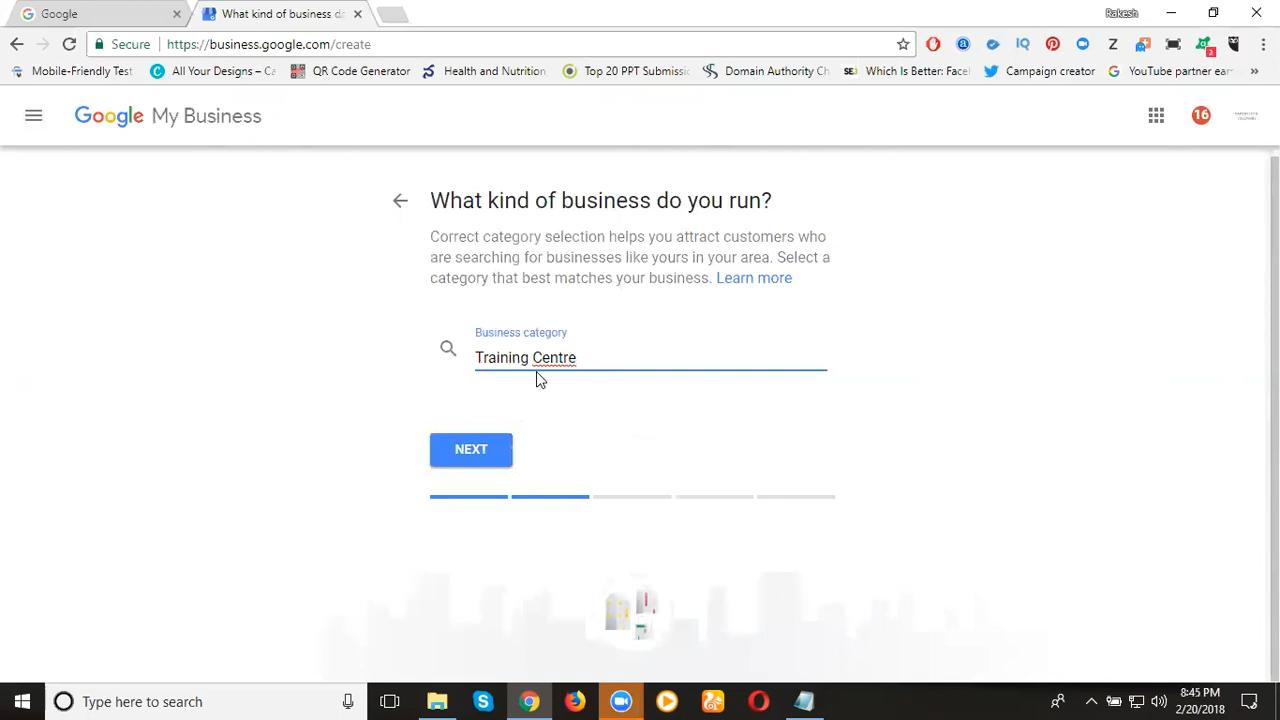 Google
What kind of business do
Rakesh
Secure
https://business.google.com/create
Mobile-Friendly Test
All Your Designs – Ca
QR Code Generator
Health and Nutrition
Top 20 PPT Submissio
Domain Authority Ch
SEJ
Which Is Better: Facel
Campaign creator
YouTube partner earn
Google My Business
16
What kind of business do you run?
Correct category selection helps you attract customers who
are searching for businesses like yours in your area. Select a
category that best matches your business. Learn more
Business category
Training Centre
NEXT
Type here to search
8:45 PM
2/20/2018